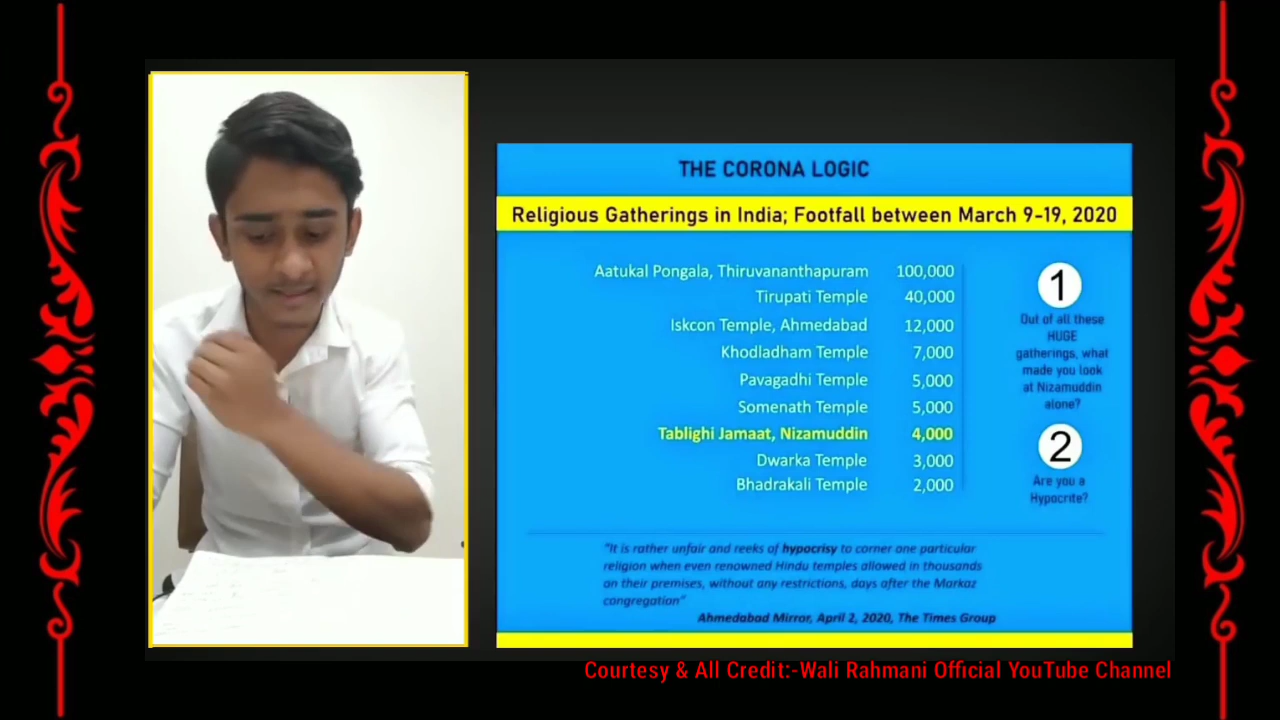 THE CORONA LOGIC
Religious Gatherings in India; Footfall between March 9-19, 2020
Aatukal Pongala, Thiruvananthapuram 100,000
Tirupati Temple 40,000
Iskcon Temple, Ahmedabad 12,000
Khodladham Temple 7,000
Pavagadhi Temple 5,000
Somenath Temple 5,000
Tablighi Jamaat, Nizamuddin 4,000
Dwarka Temple 3,000
Bhadrakali Temple 2,000
1
Out of all these
HUGE
gatherings, what
made you look
at Nizamuddin
alone?
2
Are you a
Hypocrite?
"It is rather unfair and reeks of hypocrisy to corner one particular
religion when even renowned Hindu temples allowed in thousands
on their premises, without any restrictions, days after the Markaz
congregation"
Ahmedabad Mirror, April 2, 2020, The Times Group
Courtesy & All Credit:-Wali Rahmani Official YouTube Channel